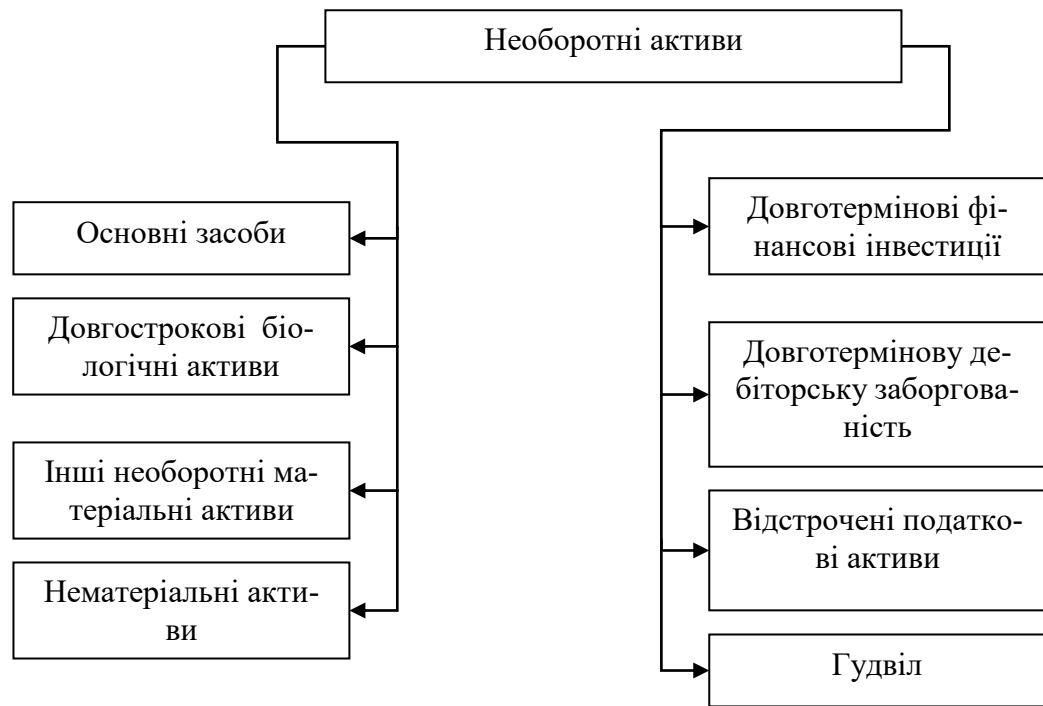 Необоротні активи
Основні засоби
Довгострокові біо-
логічні активи
Інші необоротні ма-
теріальні активи
Нематеріальні акти-
ви
Довготермінові фі-
нансові інвестиції
Довготермінову де-
біторську заборгова-
ність
Відстрочені податко-
ві активи
Гудвіл